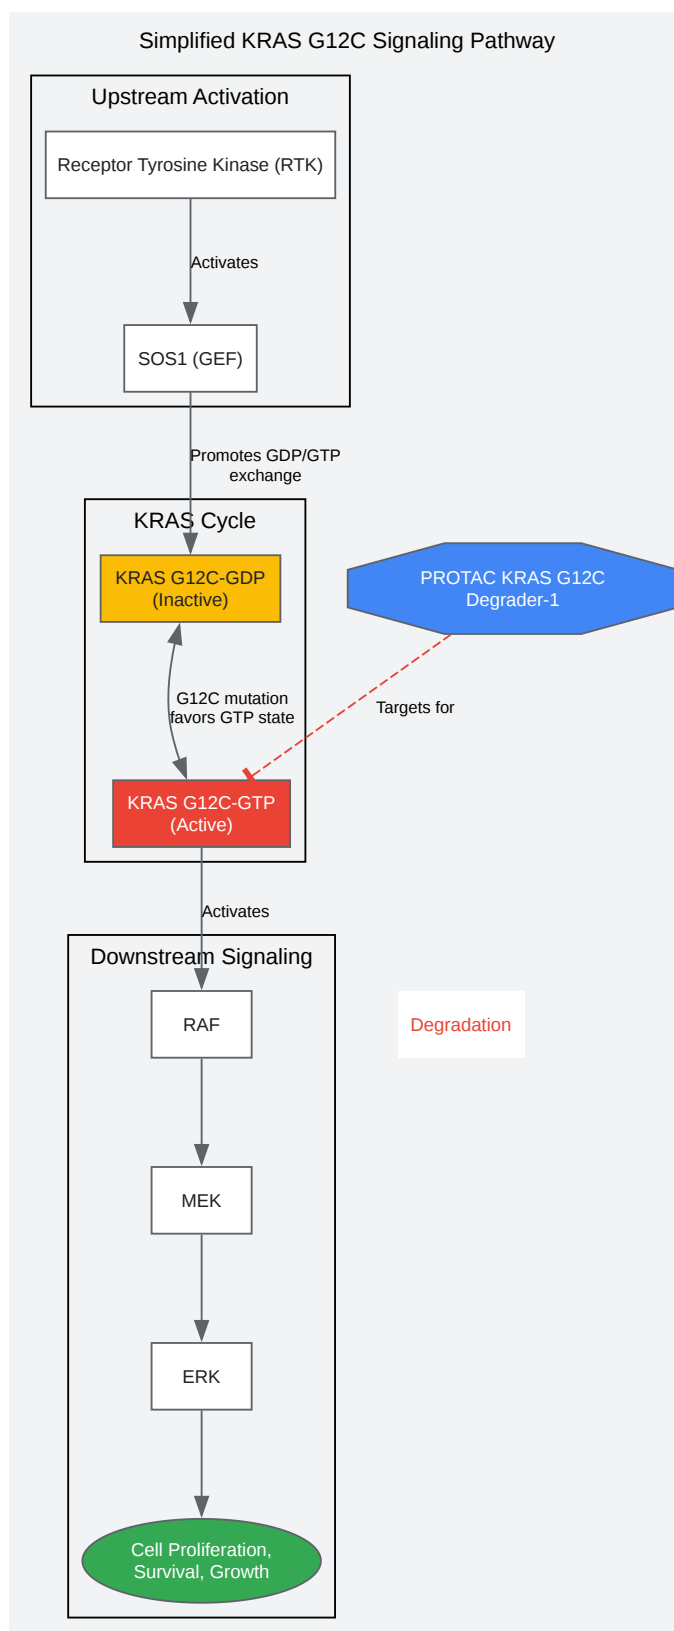 Simplified KRAS G12C Signaling Pathway
Upstream Activation
Receptor Tyrosine Kinase (RTK)
Activates
SOS1 (GEF)
Promotes GDP/GTP
exchange
KRAS Cycle
KRAS G12C-GDP
(Inactive)
PROTAC KRAS G12C
Degrader-1
G12C mutation
favors GTP state
Targets for
KRAS G12C-GTP
(Active)
Activates
Downstream Signaling
RAF
Degradation
MEK
ERK
Cell Proliferation,
Survival, Growth